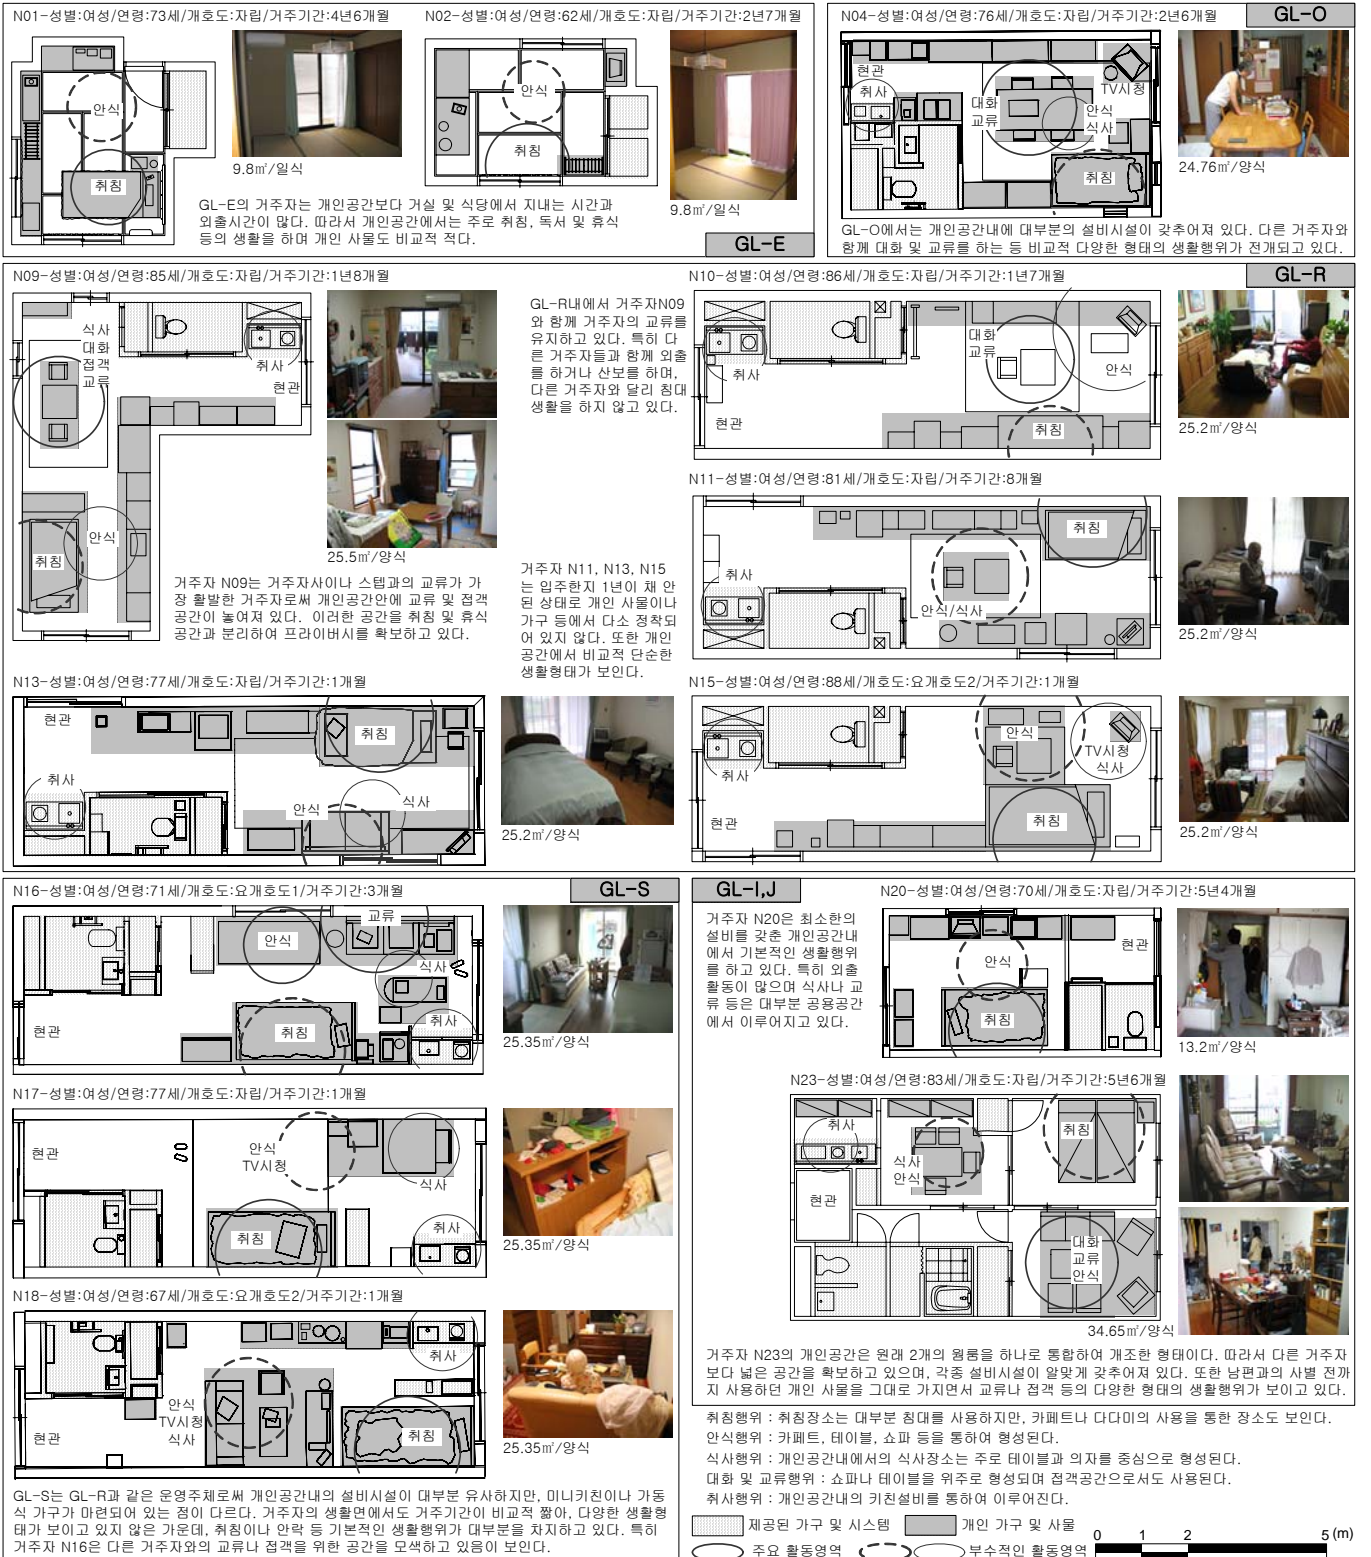 N01-성별:여성/연령:73세/개호도:자립/거주기간:4년6개월
안식
취침
9.8㎡/일식
N02-성별:여성/연령:62세/개호도:자립/거주기간:2년7개월
안식
취침
9.8㎡/일식
GL-E의 거주자는 개인공간보다 거실 및 식당에서 지내는 시간과
외출시간이 많다. 따라서 개인공간에서는 주로 취침, 독서 및 휴식
등의 생활을 하며 개인 사물도 비교적 적다.
GL-E
N04-성별:여성/연령:76세/개호도:자립/거주기간:2년6개월
GL-O
현관
취사
대화
교류
안식
식사
TV시청
취침
24.76㎡/양식
GL-O에서는 개인공간내에 대부분의 설비시설이 갖추어져 있다. 다른 거주자와
함께 대화 및 교류를 하는 등 비교적 다양한 형태의 생활행위가 전개되고 있다.
N09-성별:여성/연령:85세/개호도:자립/거주기간:1년8개월
식사
대화
접객
교류
취사
현관
안식
취침
25.5㎡/양식
GL-R내에서 거주자N09
와 함께 거주자의 교류를
유지하고 있다. 특히 다
른 거주자들과 함께 외출
를 하거나 산보를 하며,
다른 거주자와 달리 침대
생활을 하지 않고 있다.
거주자 N09는 거주자사이나 스텝과의 교류가 가
장 활발한 거주자로써 개인공간안에 교류 및 접객
공간이 놓여져 있다. 이러한 공간을 취침 및 휴식
공간과 분리하여 프라이버시를 확보하고 있다.
N10-성별:여성/연령:86세/개호도:자립/거주기간:1년7개월
GL-R
취사
현관
대화
교류
안식
취침
25.2㎡/양식
N11-성별:여성/연령:81세/개호도:자립/거주기간:8개월
취사
취침
안식/식사
25.2㎡/양식
거주자 N11, N13, N15
는 입주한지 1년이 채 안
된 상태로 개인 사물이나
가구 등에서 다소 정착되
어 있지 않다. 또한 개인
공간에서 비교적 단순한
생활형태가 보인다.
N13-성별:여성/연령:77세/개호도:자립/거주기간:1개월
현관
취사
취침
안식
식사
25.2㎡/양식
N15-성별:여성/연령:88세/개호도:요개호도2/거주기간:1개월
취사
현관
안식
TV시청
식사
취침
25.2㎡/양식
N16-성별:여성/연령:71세/개호도:요개호도1/거주기간:3개월
GL-S
교류
안식
식사
취사
현관
취침
25.35㎡/양식
N17-성별:여성/연령:77세/개호도:자립/거주기간:1개월
현관
안식
TV시청
식사
취침
취사
25.35㎡/양식
N18-성별:여성/연령:67세/개호도:요개호도2/거주기간:1개월
취사
안식
TV시청
식사
현관
취침
25.35㎡/양식
GL-S는 GL-R과 같은 운영주체로써 개인공간내의 설비시설이 대부분 유사하지만, 미니키친이나 가동
식 가구가 마련되어 있는 점이 다르다. 거주자의 생활면에서도 거주기간이 비교적 짧아, 다양한 생활형
태가 보이고 있지 않은 가운데, 취침이나 안락 등 기본적인 생활행위가 대부분을 차지하고 있다. 특히
거주자 N16은 다른 거주자와의 교류나 접객을 위한 공간을 모색하고 있음이 보인다.
GL-I,J
N20-성별:여성/연령:70세/개호도:자립/거주기간:5년4개월
거주자 N20은 최소한의
설비를 갖춘 개인공간내
에서 기본적인 생활행위
를 하고 있다. 특히 외출
활동이 많으며 식사나 교
류 등은 대부분 공용공간
에서 이루어지고 있다.
현관
안식
취침
13.2㎡/양식
N23-성별:여성/연령:83세/개호도:자립/거주기간:5년6개월
취사
식사
안식
취침
현관
대화
교류
안식
34.65㎡/양식
거주자 N23의 개인공간은 원래 2개의 원룸을 하나로 통합하여 개조한 형태이다. 따라서 다른 거주자
보다 넓은 공간을 확보하고 있으며, 각종 설비시설이 알맞게 갖추어져 있다. 또한 남편과의 사별 전까
지 사용하던 개인 사물을 그대로 가지면서 교류나 접객 등의 다양한 형태의 생활행위가 보이고 있다.
취침행위 : 취침장소는 대부분 침대를 사용하지만, 카페트나 다다미의 사용을 통한 장소도 보인다.
안식행위 : 카페트, 테이블, 쇼파 등을 통하여 형성된다.
식사행위 : 개인공간내에서의 식사장소는 주로 테이블과 의자를 중심으로 형성된다.
대화 및 교류행위 : 쇼파나 테이블을 위주로 형성되며 접객공간으로서도 사용된다.
취사행위 : 개인공간내의 키친설비를 통하여 이루어진다.
제공된 가구 및 시스템
개인 가구 및 사물
주요 활동영역
부수적인 활동영역
0 1 2 5 (m)